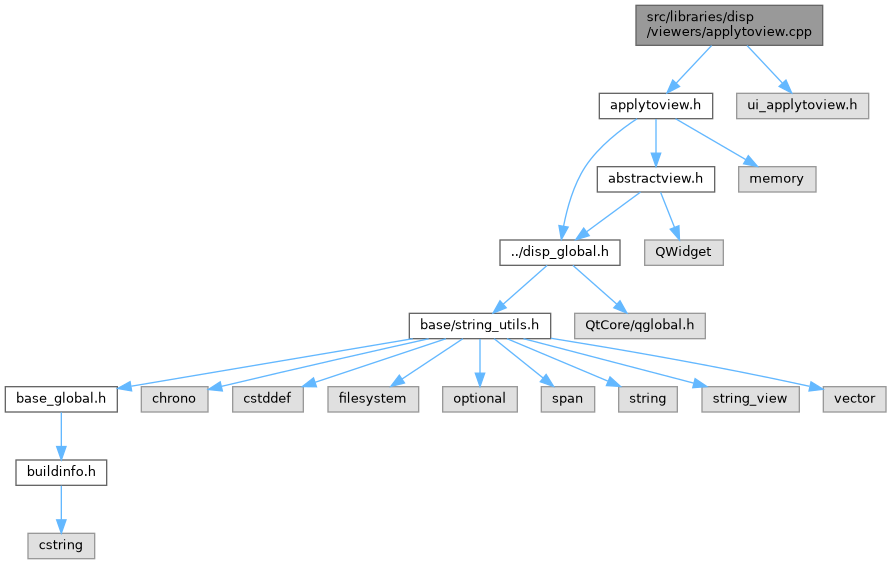 src/libraries/disp
/viewers/applytoview.cpp
applytoview.h
ui_applytoview.h
abstractview.h
memory
../disp_global.h
QWidget
base/string_utils.h
QtCore/qglobal.h
base_global.h
chrono
cstddef
filesystem
optional
span
string
string_view
vector
buildinfo.h
cstring